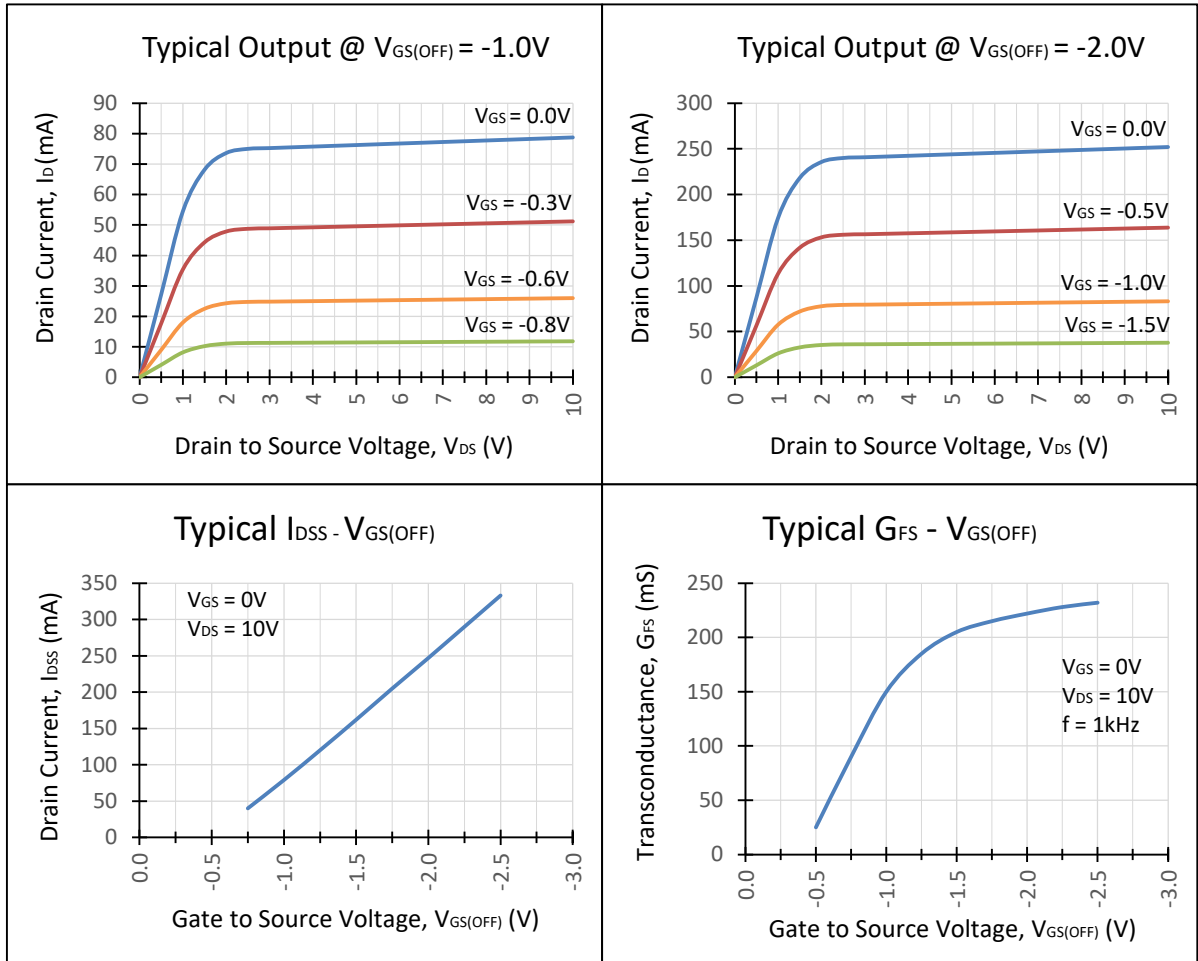 Typical Output @ VGS(OFF) = -1.0V
Drain Current, ID (mA)
90
80
70
60
50
40
30
20
10
0
VGS = 0.0V
VGS = -0.3V
VGS = -0.6V
VGS = -0.8V
0 1 2 3 4 5 6 7 8 9 10
Drain to Source Voltage, VDS (V)
Typical Output @ VGS(OFF) = -2.0V
Drain Current, ID (mA)
300
250
200
150
100
50
0
VGS = 0.0V
VGS = -0.5V
VGS = -1.0V
VGS = -1.5V
0 1 2 3 4 5 6 7 8 9 10
Drain to Source Voltage, VDS (V)
Typical IDSS - VGS(OFF)
Drain Current, IDSS (mA)
350
300
250
200
150
100
50
0
VGS = 0V
VDS = 10V
0.0 -0.5 -1.0 -1.5 -2.0 -2.5 -3.0
Gate to Source Voltage, VGS(OFF) (V)
Typical GFS - VGS(OFF)
Transconductance, GFS (mS)
250
200
150
100
50
0
VGS = 0V
VDS = 10V
f = 1kHz
0.0 -0.5 -1.0 -1.5 -2.0 -2.5 -3.0
Gate to Source Voltage, VGS(OFF) (V)